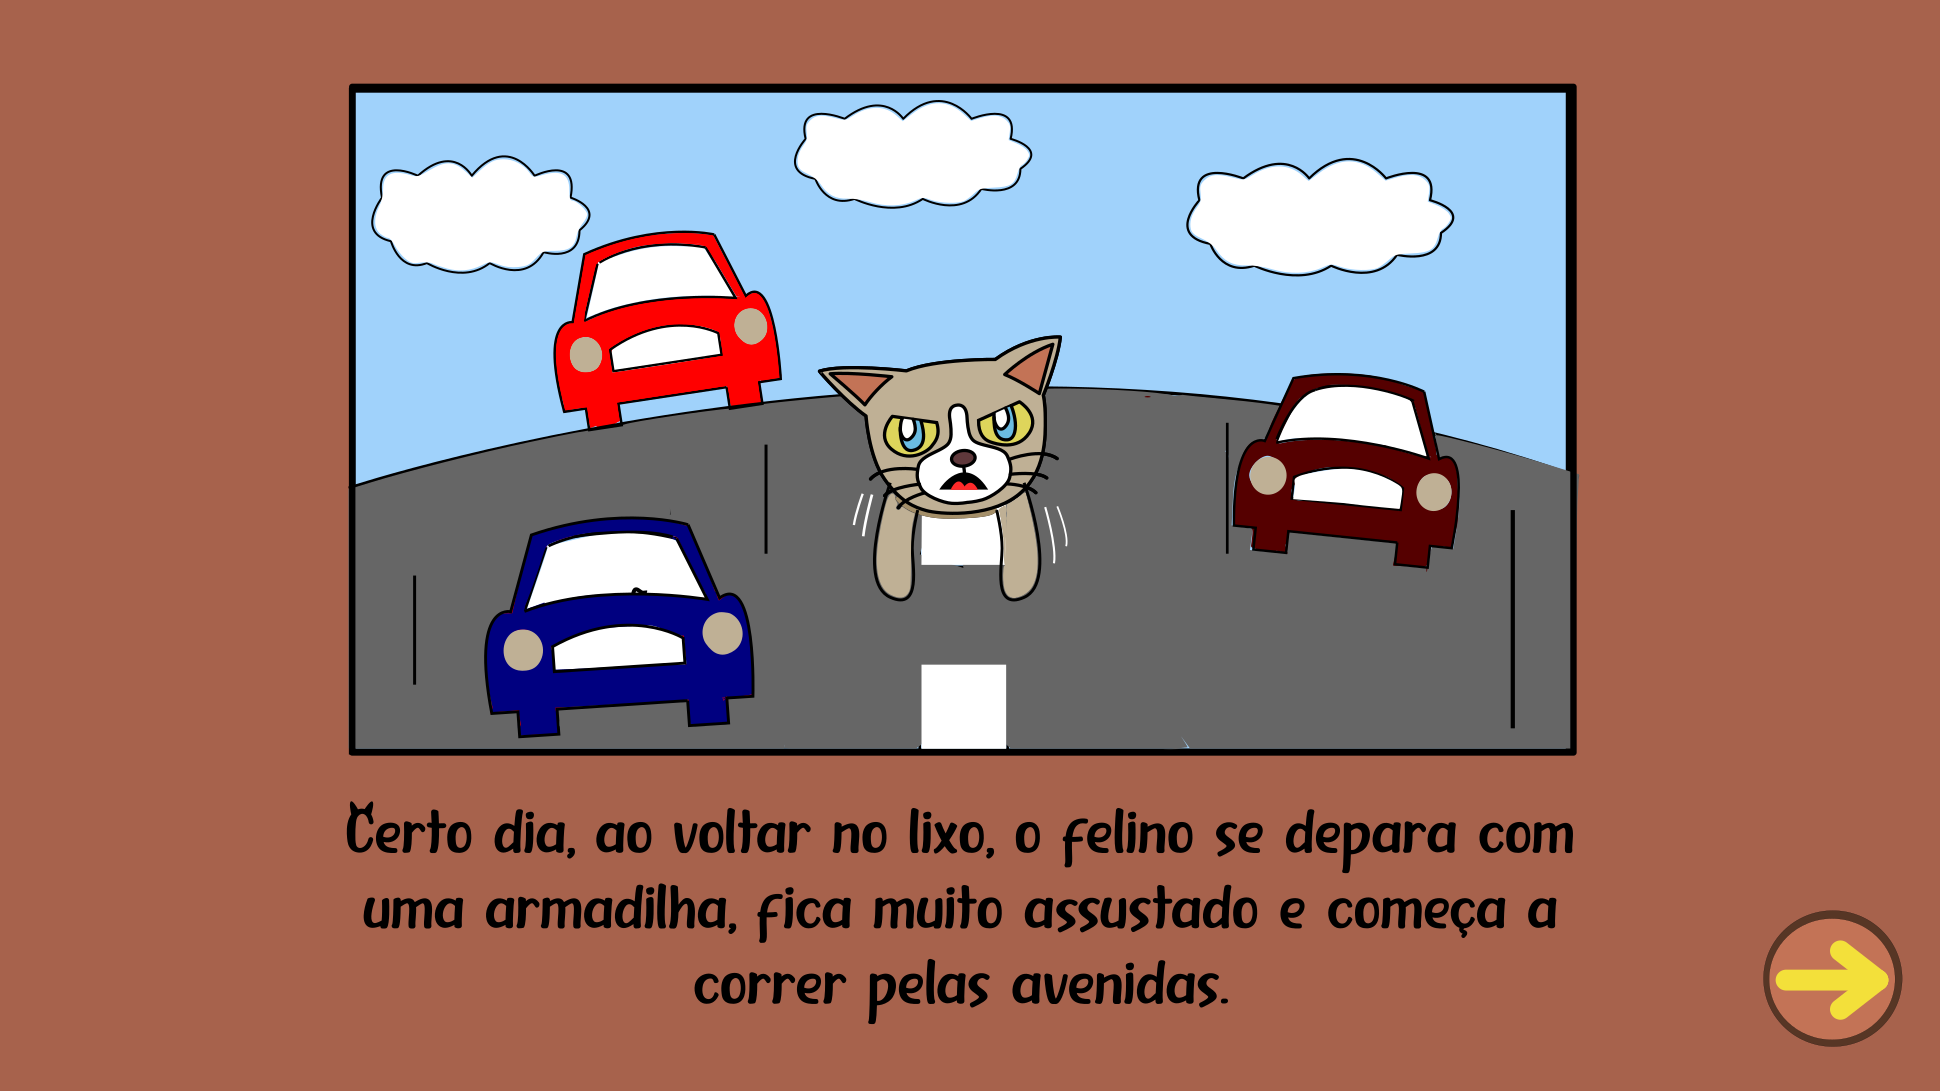 Certo dia, ao voltar no lixo, o felino se depara com
uma armadilha, fica muito assustado e começa a
correr pelas avenidas.